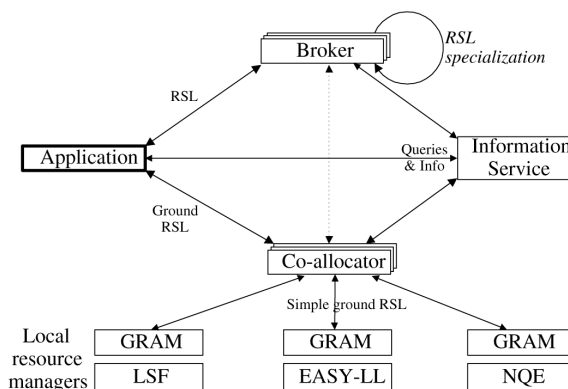 Broker
RSL
specialization
RSL
Application
Queries
& Info
Information
Service
Ground
RSL
Co-allocator
Simple ground RSL
Local
resource
managers
GRAM
GRAM
GRAM
LSF
EASY-LL
NQE